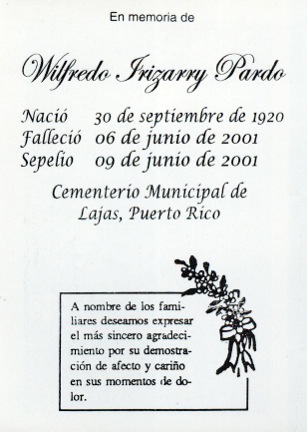 En memoria de
Wilfredo Irizarry Pardo
Nació 30 de septiembre de 1920
Falleció 06 de junio de 2001
Sepelio 09 de junio de 2001
Cementerio Municipal de
Lajas, Puerto Rico
A nombre de los fami-
liares deseamos expresar
el más sincero agradeci-
miento por su demostra-
ción de afecto y cariño
en sus momentos de do-
lor.